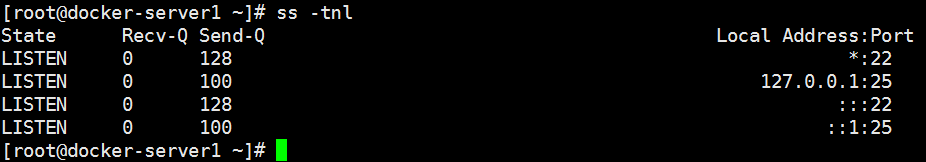 [root@docker-server1 ~]# ss -tnl
State Recv-Q Send-Q Local Address:Port
LISTEN 0 128 *:22
LISTEN 0 100 127.0.0.1:25
LISTEN 0 128 :::22
LISTEN 0 100 ::1:25
[root@docker-server1 ~]#